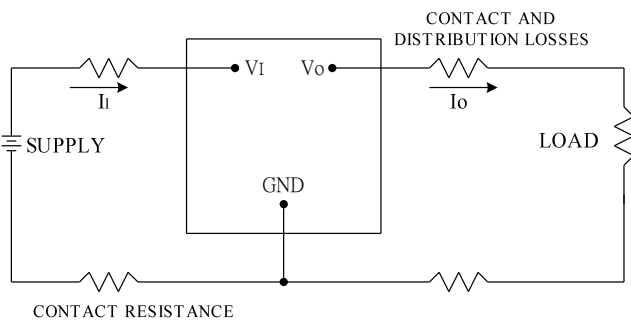 CONTACT AND
DISTRIBUTION LOSSES
VI
VO
II
IO
SUPPLY
LOAD
GND
CONTACT RESISTANCE